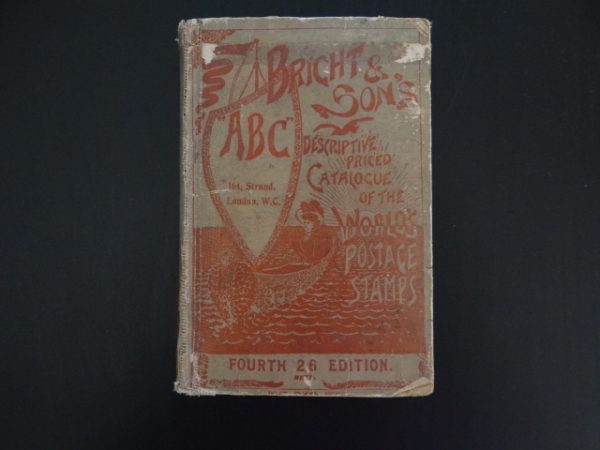 BRIGHT &
SON'S
"ABC"
DESCRIPTIVE
PRICED
CATALOGUE
OF THE
WORLD'S
POSTAGE
STAMPS
164, Strand,
London, W.C.
FOURTH 2/6 EDITION.